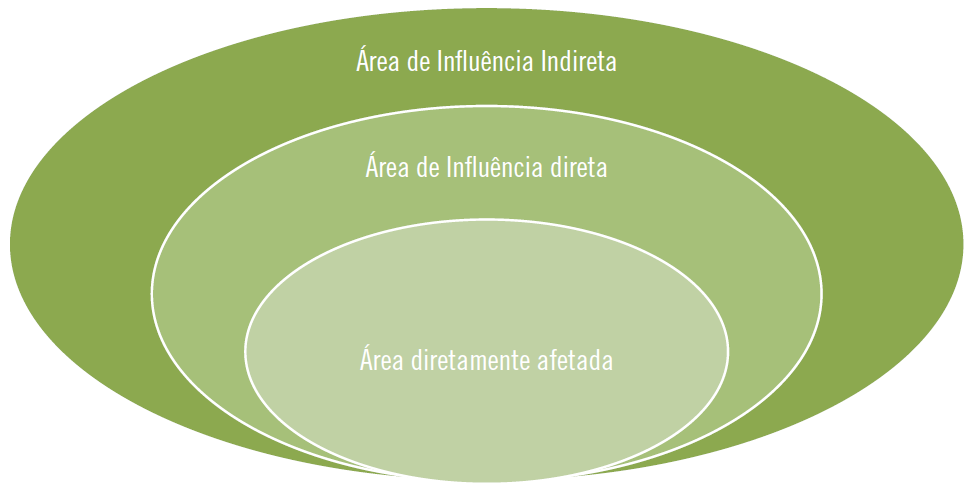 Área de Influência Indireta
Área de Influência direta
Área diretamente afetada